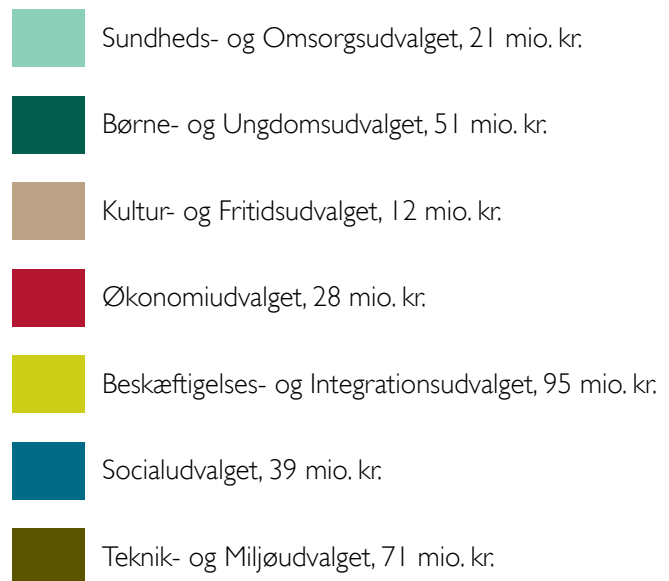 Sundheds- og Omsorgsudvalget, 21 mio. kr.
Børne- og Ungdomsudvalget, 51 mio. kr.
Kultur- og Fritidsudvalget, 12 mio. kr.
Økonomiudvalget, 28 mio. kr.
Beskæftigelses- og Integrationsudvalget, 95 mio. kr.
Socialudvalget, 39 mio. kr.
Teknik- og Miljøudvalget, 71 mio. kr.